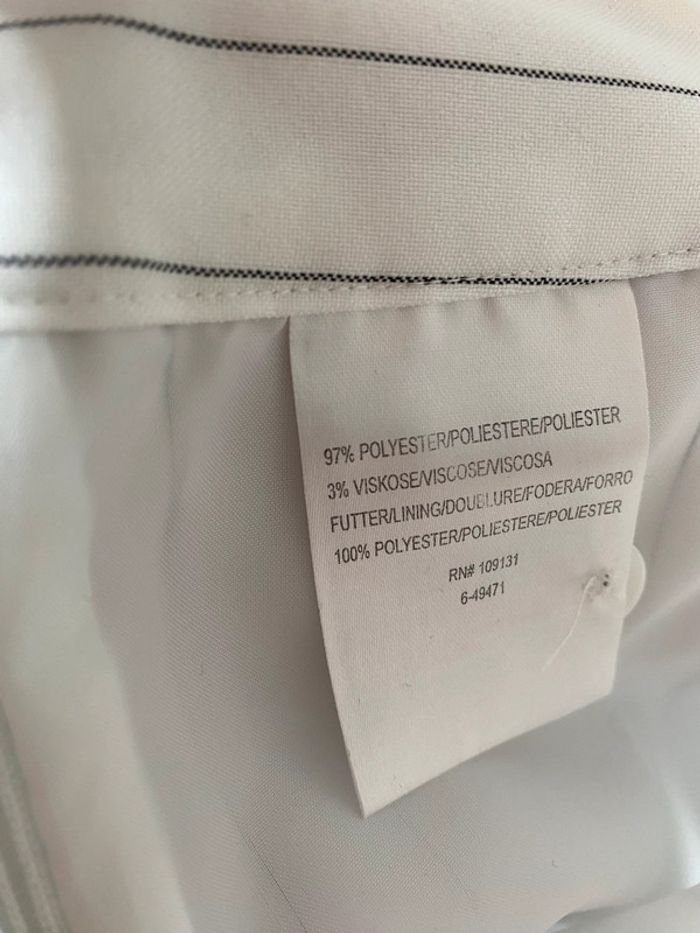 97% POLYESTER/POLIESTERE/POLIESTER
3% VISKOSE/VISCOSE/VISCOSA
FUTTER/LINING/DOUBLURE/FODERA/FORRO
100% POLYESTER/POLIESTERE/POLIESTER
RN# 109131
6-49471